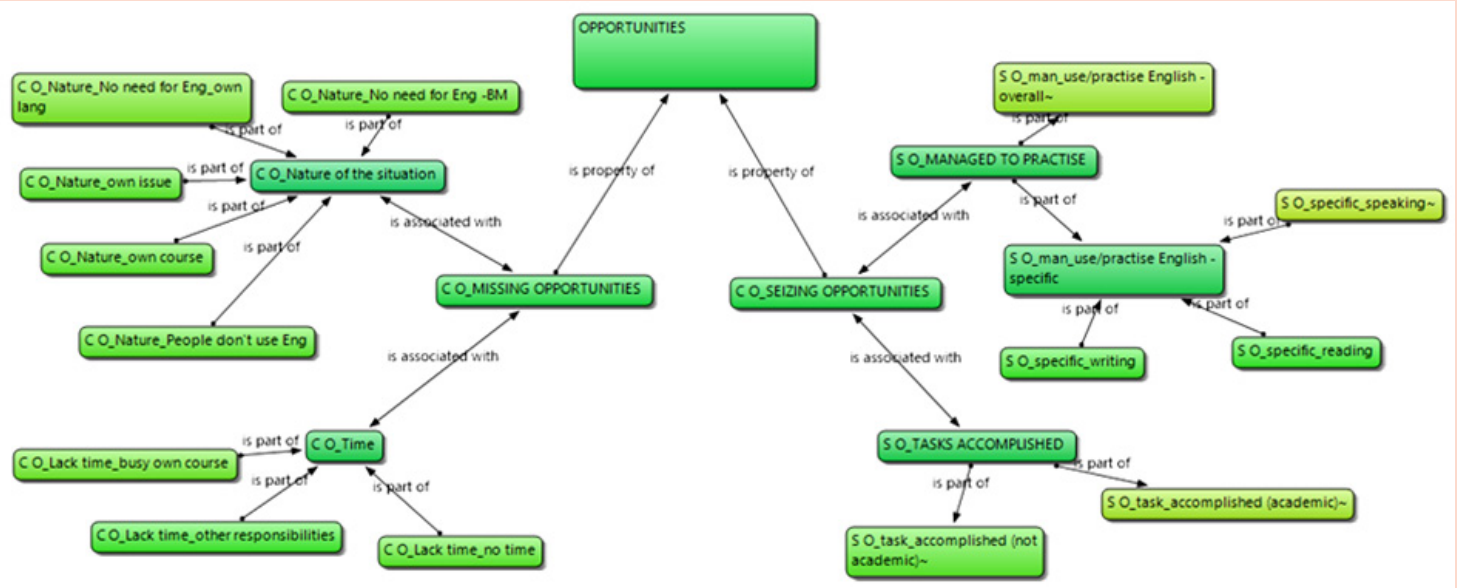 OPPORTUNITIES
C O_Nature_No need for Eng_own
lang
C O_Nature_No need for Eng -BM
S O_man_use/practise English -
overall~
is part of
is part of
is part of
is part of
C O_Nature of the situation
S O_MANAGED TO PRACTISE
C O_Nature_own issue
is property of
is property of
is part of
is part of
S O_specific_speaking~
is associated with
is associated with
is part of
C O_Nature_own course
is part of
S O_man_use/practise English -
specific
C O_MISSING OPPORTUNITIES
C O_SEIZING OPPORTUNITIES
is part of
is part of
C O_Nature_People don't use Eng
is associated with
is associated with
S O_specific_writing
S O_specific_reading
is part of
C O_Time
S O_TASKS ACCOMPLISHED
C O_Lack time_busy own course
is part of
is part of
is part of
is part of
S O_task_accomplished (academic)~
C O_Lack time_other responsibilities
C O_Lack time_no time
S O_task_accomplished (not
academic)~